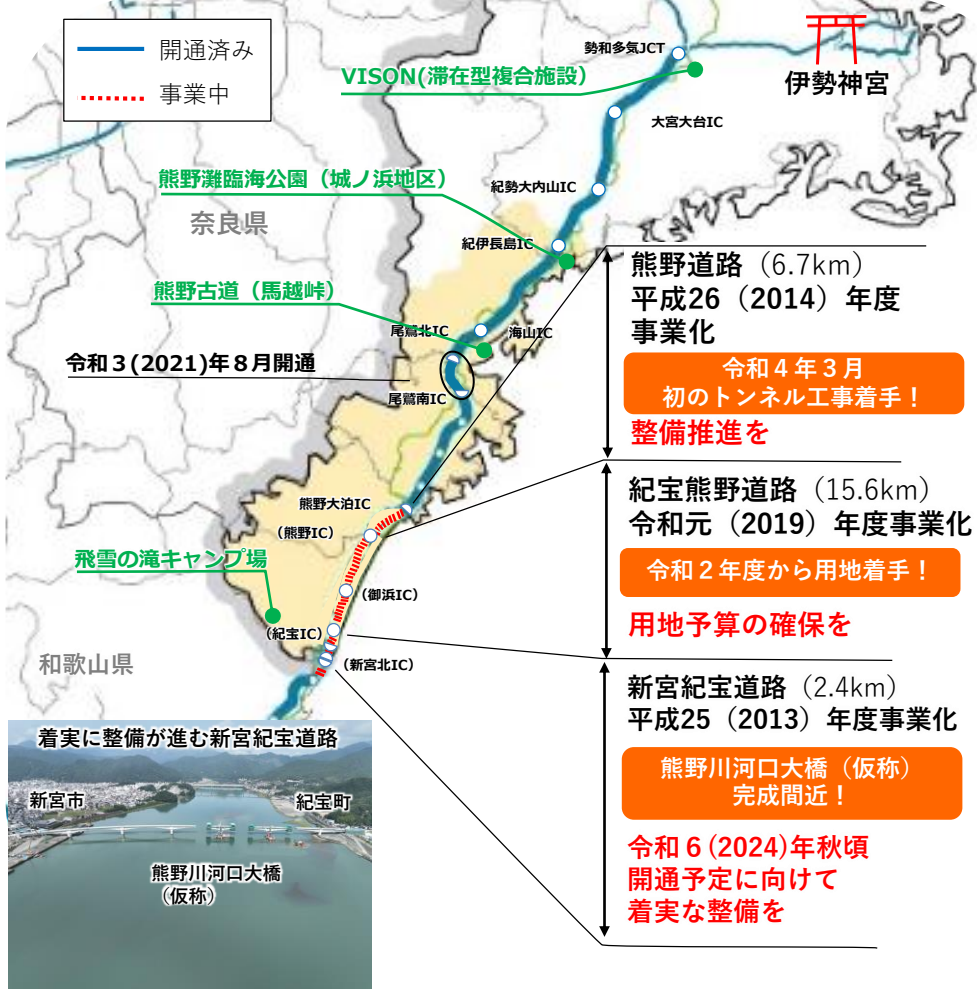 開通済み
事業中
勢和多気JCT
VISON(滞在型複合施設)
伊勢神宮
大宮大台IC
熊野灘臨海公園（城ノ浜地区）
紀勢大内山IC
奈良県
紀伊長島IC
熊野古道（馬越峠）
尾鷲北IC
海山IC
令和３(2021)年８月開通
尾鷲南IC
熊野大泊IC
（熊野IC）
飛雪の滝キャンプ場
（御浜IC）
（紀宝IC）
（新宮北IC）
和歌山県
熊野道路（6.7km）
平成26（2014）年度
事業化
令和４年３月
初のトンネル工事着手！
整備推進を
紀宝熊野道路（15.6km）
令和元（2019）年度事業化
令和２年度から用地着手！
用地予算の確保を
新宮紀宝道路（2.4km）
平成25（2013）年度事業化
熊野川河口大橋（仮称）
完成間近！
令和６(2024)年秋頃
開通予定に向けて
着実な整備を
着実に整備が進む新宮紀宝道路
新宮市
紀宝町
熊野川河口大橋
（仮称）